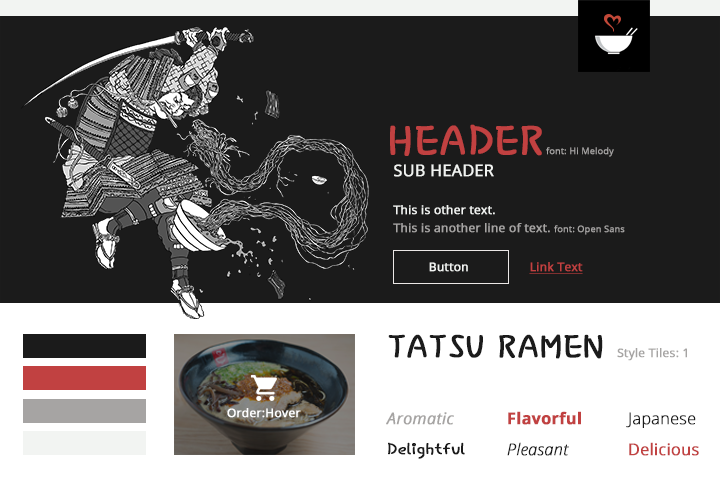 HEADER font: Hi Melody
SUB HEADER
This is other text.
This is another line of text. font: Open Sans
Button Link Text
TATSU RAMEN Style Tiles: 1
Order:Hover
Aromatic Flavorful Japanese
Delightful Pleasant Delicious